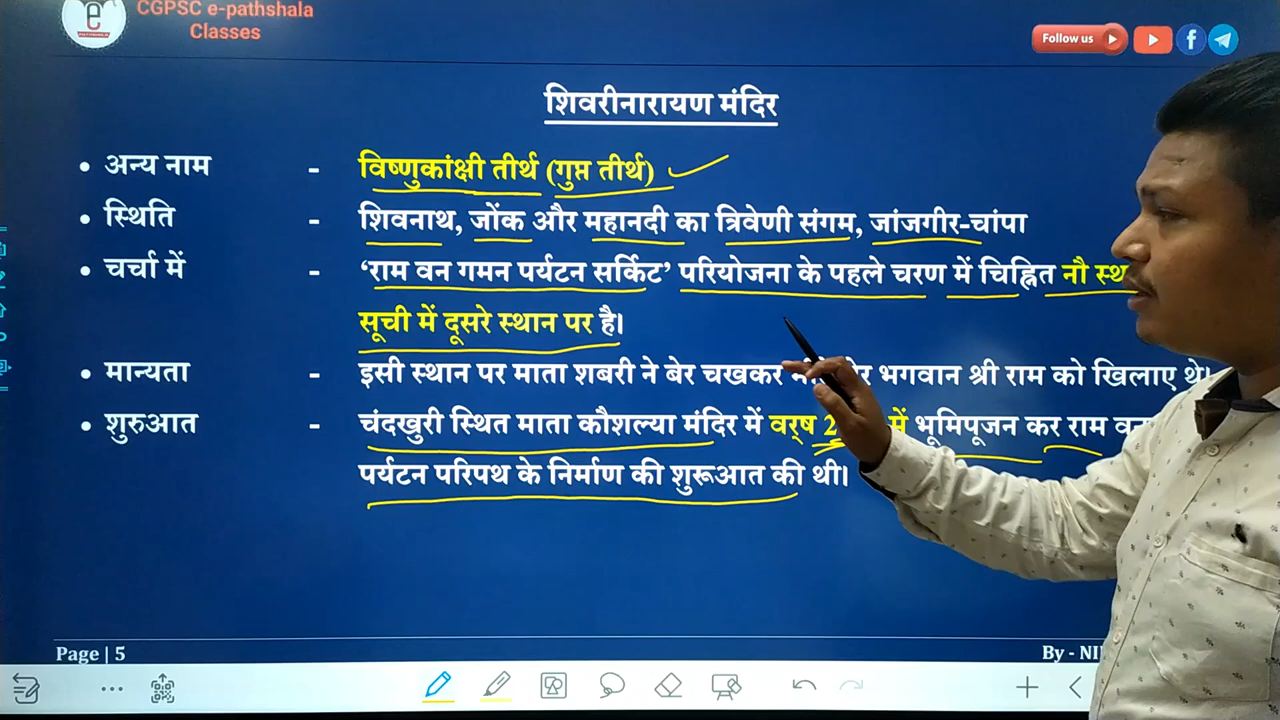 CGPSC e-pathshala
Classes
Follow us
शिवरीनारायण मंदिर
• अन्य नाम - विष्णुकांक्षी तीर्थ (गुप्त तीर्थ)
• स्थिति - शिवनाथ, जोंक और महानदी का त्रिवेणी संगम, जांजगीर-चांपा
• चर्चा में - ‘राम वन गमन पर्यटन सर्किट’ परियोजना के पहले चरण में चिह्नित नौ
सूची में दूसरे स्थान पर है।
• मान्यता - इसी स्थान पर माता शबरी ने बेर चखकर भगवान श्री राम को खिलाए थे।
• शुरुआत - चंदखुरी स्थित माता कौशल्या मंदिर में वर्ष में भूमिपूजन कर राम वन
पर्यटन परिपथ के निर्माण की शुरूआत की थी।
Page | 5
By -